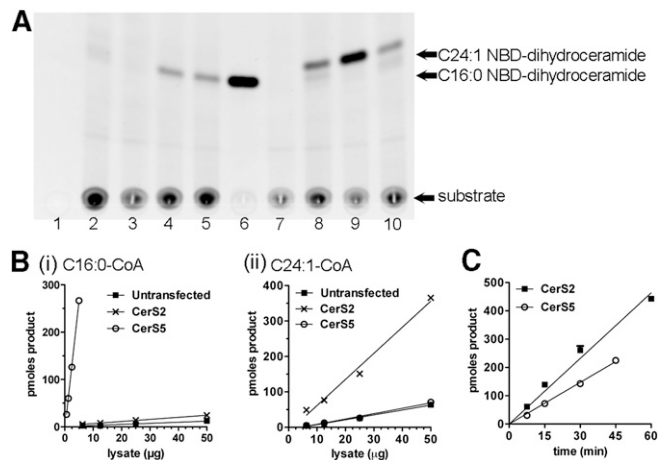 A
C24:1 NBD-dihydroceramide
C16:0 NBD-dihydroceramide
substrate
1 2 3 4 5 6 7 8 9 10
B (i) C16:0-CoA
Untransfected
CerS2
CerS5
pmoles product
300
200
100
0
0 10 20 30 40 50
lysate (µg)
(ii) C24:1-CoA
Untransfected
CerS2
CerS5
pmoles product
400
300
200
100
0
0 10 20 30 40 50
lysate (µg)
C
CerS2
CerS5
pmoles product
500
400
300
200
100
0
0 15 30 45 60
time (min)